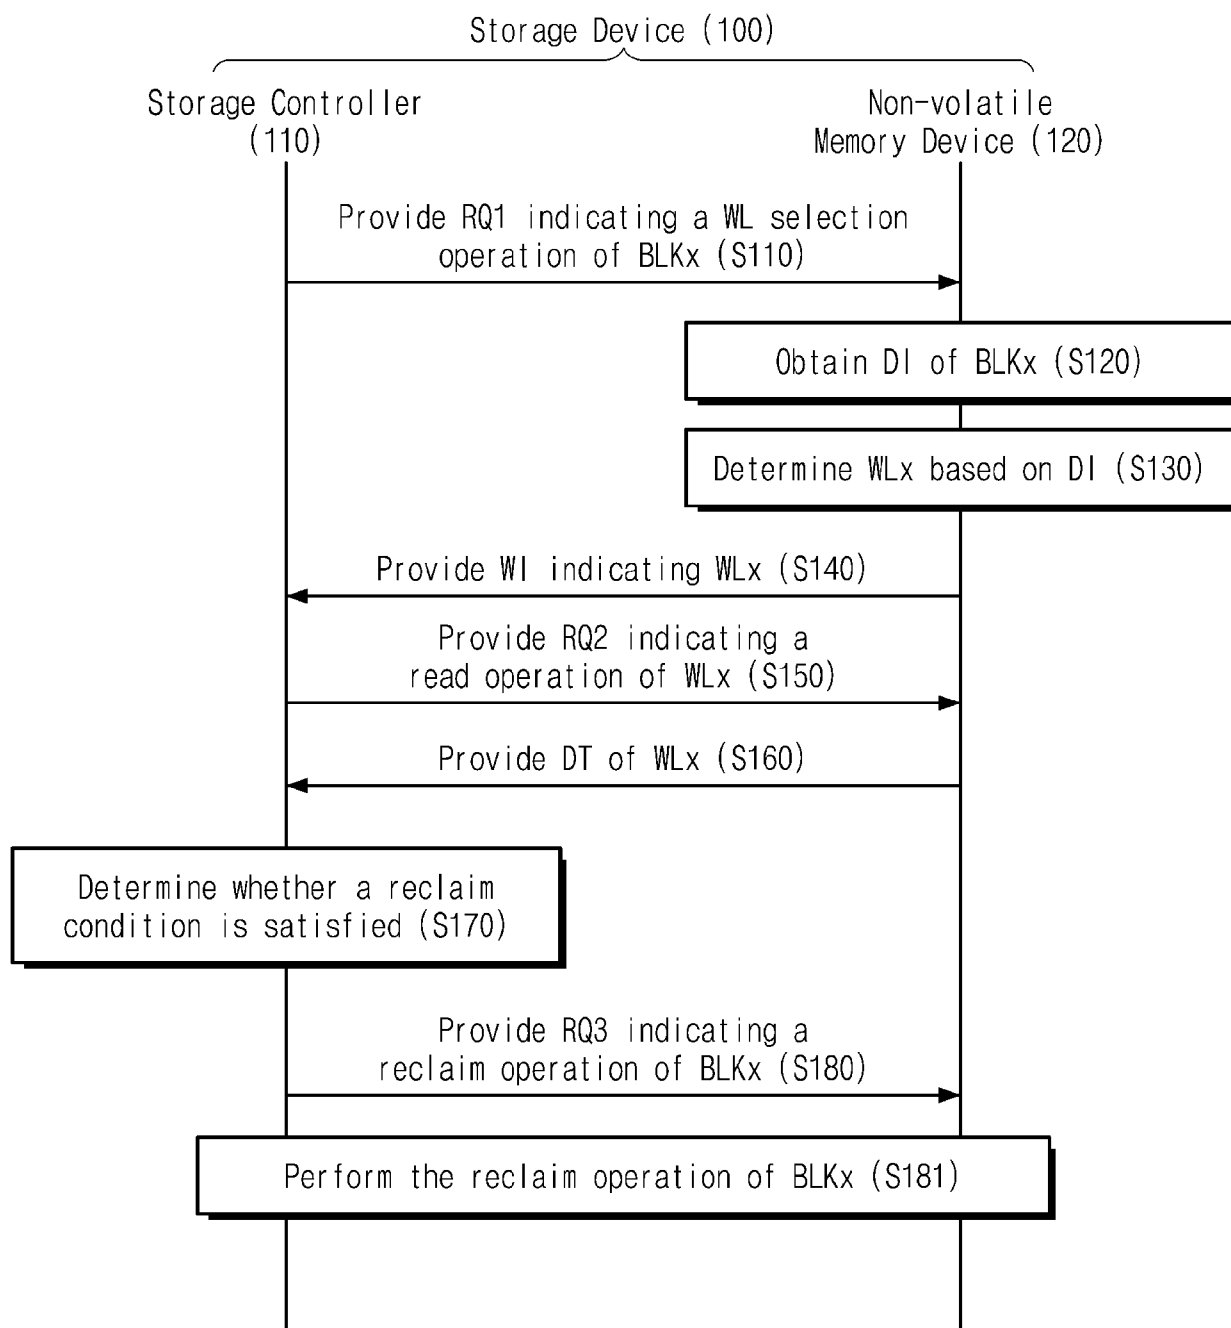 Storage Device (100)
Storage Controller
(110)
Non-volatile
Memory Device (120)
Provide RQ1 indicating a WL selection
operation of BLKx (S110)
Obtain DI of BLKx (S120)
Determine WLx based on DI (S130)
Provide WI indicating WLx (S140)
Provide RQ2 indicating a
read operation of WLx (S150)
Provide DT of WLx (S160)
Determine whether a reclaim
condition is satisfied (S170)
Provide RQ3 indicating a
reclaim operation of BLKx (S180)
Perform the reclaim operation of BLKx (S181)